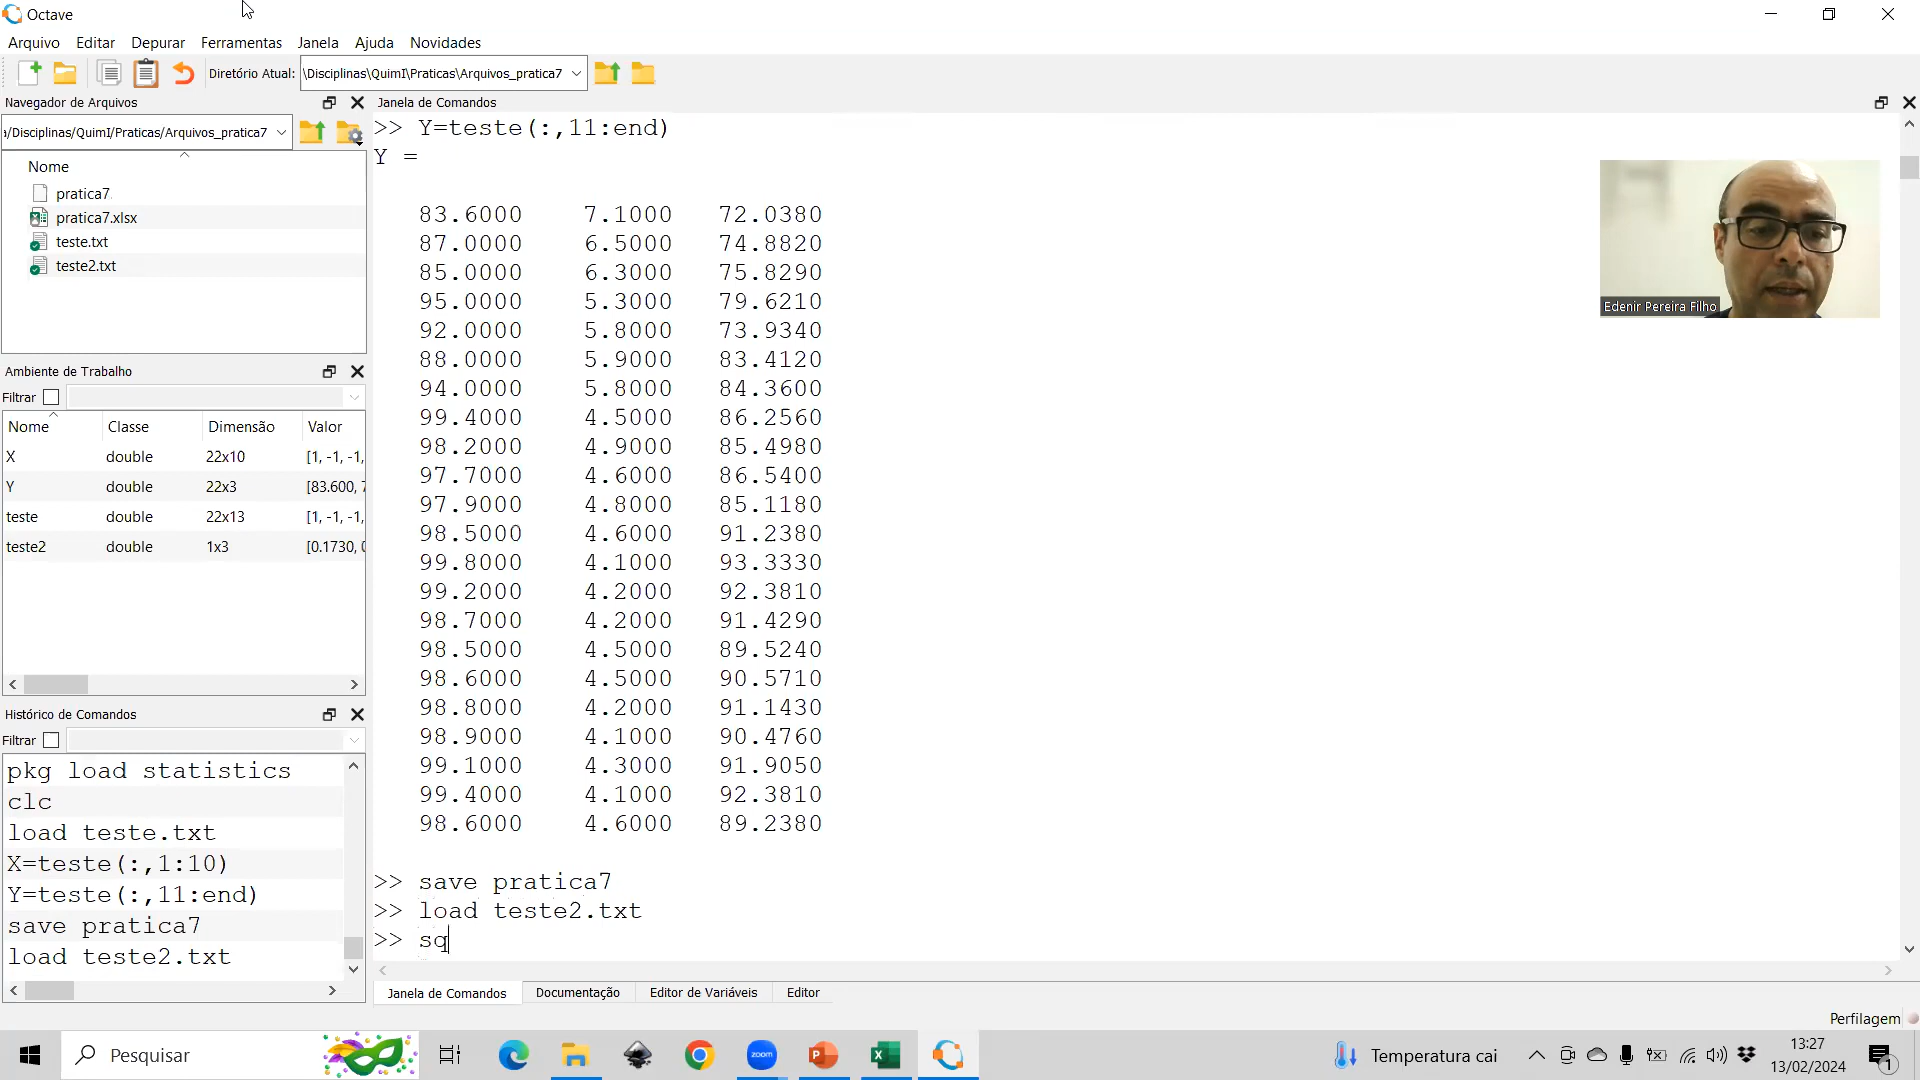 Octave
Arquivo Editar Depurar Ferramentas Janela Ajuda Novidades
Diretório Atual: \Disciplinas\QuimI\Praticas\Arquivos_pratica7
Navegador de Arquivos
a/Disciplinas/QuimI/Praticas/Arquivos_pratica7
Nome
pratica7
pratica7.xlsx
teste.txt
teste2.txt
Ambiente de Trabalho
Filtrar
Nome Classe Dimensão Valor
X double 22x10 [1, -1, -1,
Y double 22x3 [83.600, 7
teste double 22x13 [1, -1, -1,
teste2 double 1x3 [0.1730, 0
Histórico de Comandos
Filtrar
pkg load statistics
clc
load teste.txt
X=teste(:,1:10)
Y=teste(:,11:end)
save pratica7
load teste2.txt
Janela de Comandos
>> Y=teste(:,11:end)
Y =
83.6000 7.1000 72.0380
87.0000 6.5000 74.8820
85.0000 6.3000 75.8290
95.0000 5.3000 79.6210
92.0000 5.8000 73.9340
88.0000 5.9000 83.4120
94.0000 5.8000 84.3600
99.4000 4.5000 86.2560
98.2000 4.9000 85.4980
97.7000 4.6000 86.5400
97.9000 4.8000 85.1180
98.5000 4.6000 91.2380
99.8000 4.1000 93.3330
99.2000 4.2000 92.3810
98.7000 4.2000 91.4290
98.5000 4.5000 89.5240
98.6000 4.5000 90.5710
98.8000 4.2000 91.1430
98.9000 4.1000 90.4760
99.1000 4.3000 91.9050
99.4000 4.1000 92.3810
98.6000 4.6000 89.2380
>> save pratica7
>> load teste2.txt
>> sq
Edenir Pereira Filho
Janela de Comandos Documentação Editor de Variáveis Editor
Perfilagem
Pesquisar
zoom
Temperatura cai
13:27
13/02/2024
1